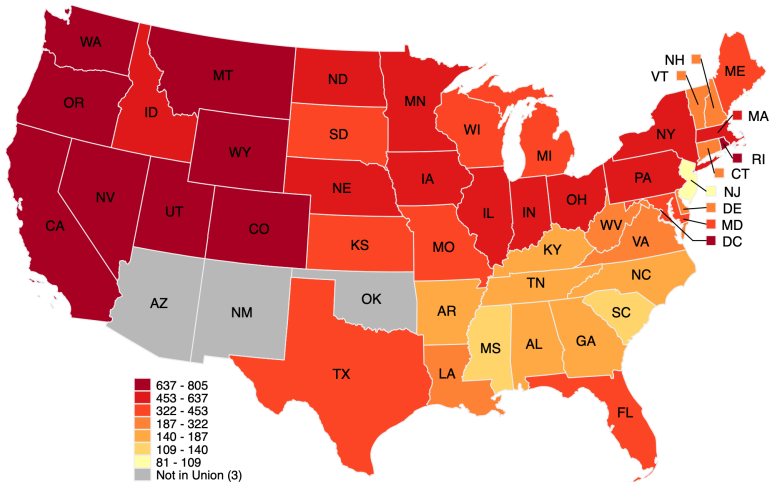 WA
OR
CA
NV
ID
MT
WY
UT
CO
AZ
NM
ND
SD
NE
KS
OK
TX
MN
IA
MO
AR
LA
WI
IL
MI
IN
OH
KY
TN
MS
AL
GA
FL
SC
NC
VA
WV
PA
NY
VT
NH
ME
MA
RI
CT
NJ
DE
MD
DC
637 - 805
453 - 637
322 - 453
187 - 322
140 - 187
109 - 140
81 - 109
Not in Union (3)